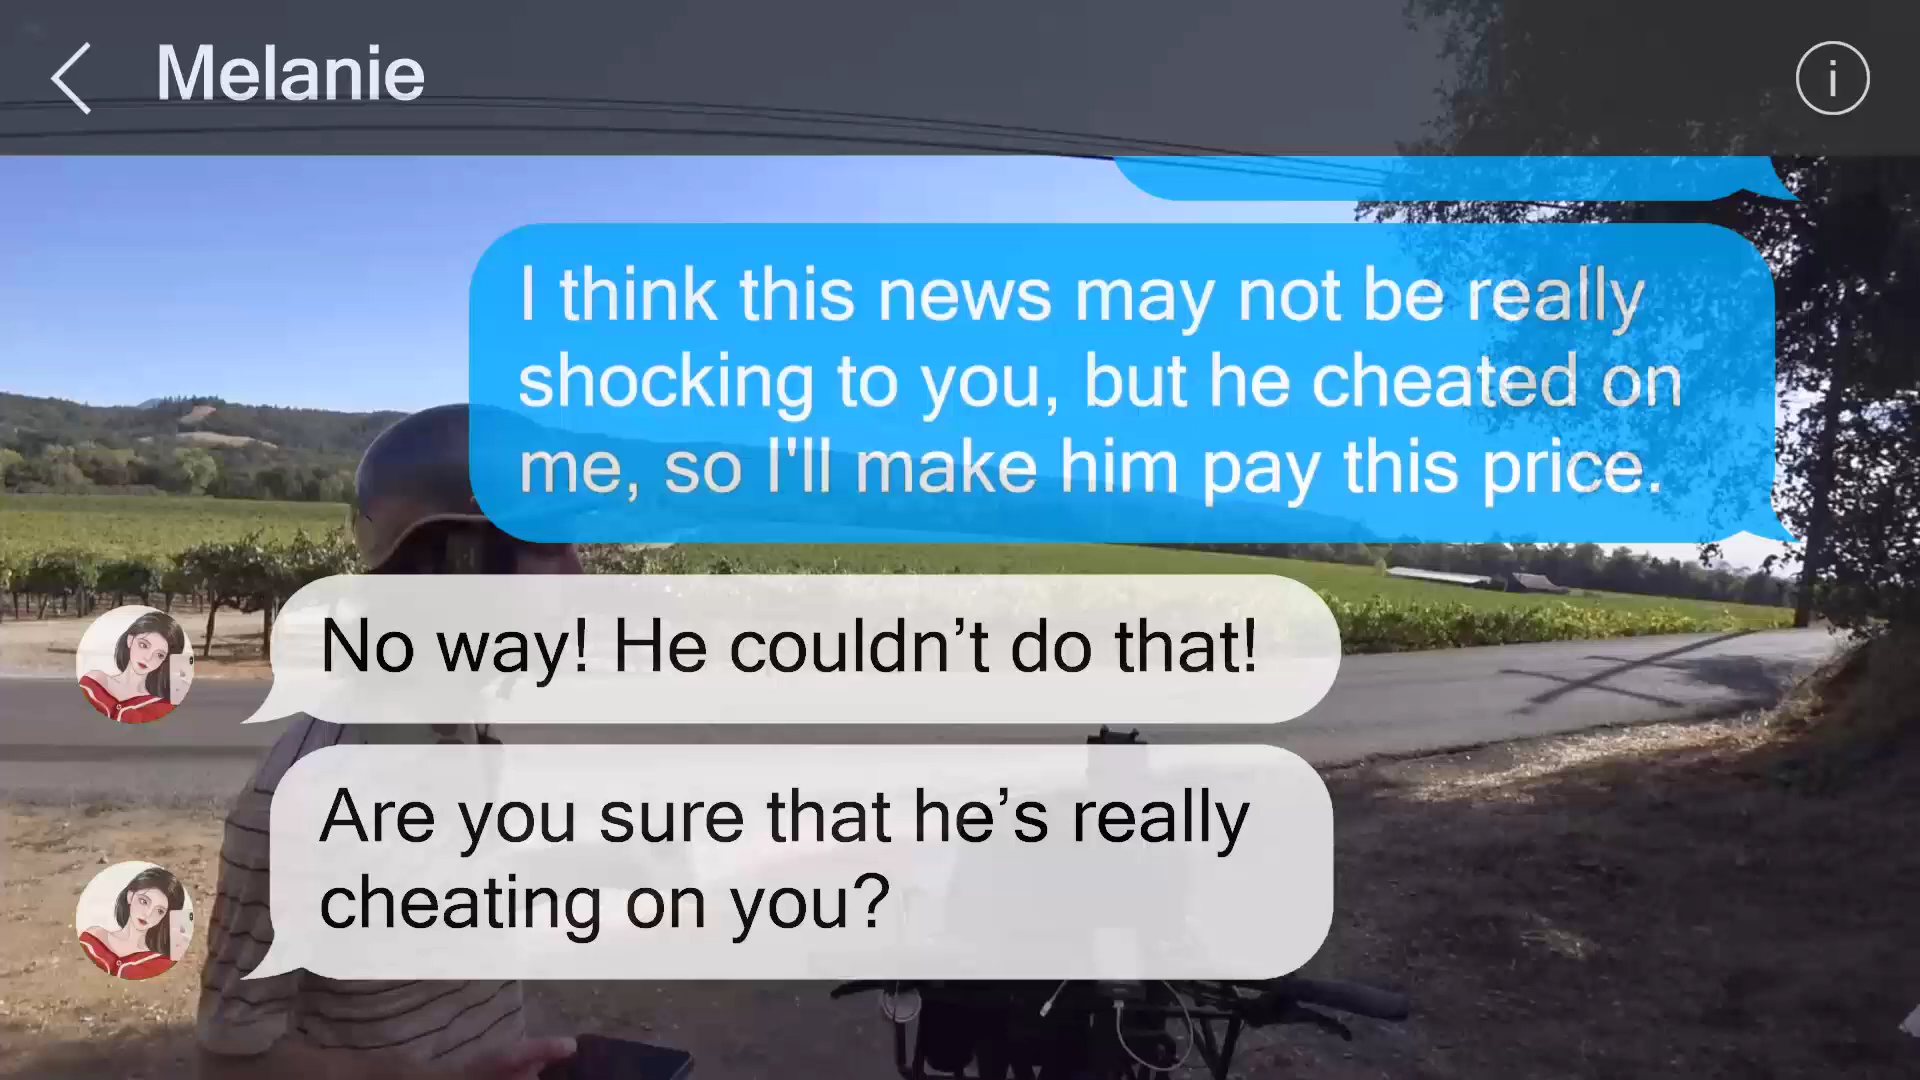 Melanie
i
I think this news may not be really
shocking to you, but he cheated on
me, so I'll make him pay this price.
No way! He couldn’t do that!
Are you sure that he’s really
cheating on you?